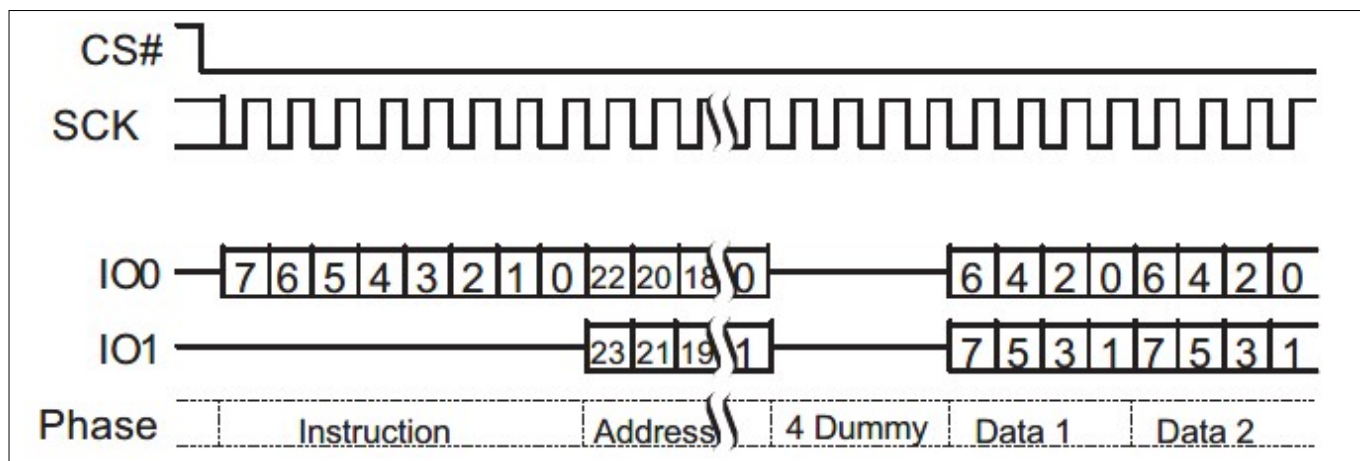 CS#
SCK
IO0 7 6 5 4 3 2 1 0 22 20 18 0 6 4 2 0 6 4 2 0
IO1 23 21 19 1 7 5 3 1 7 5 3 1
Phase Instruction Address 4 Dummy Data 1 Data 2